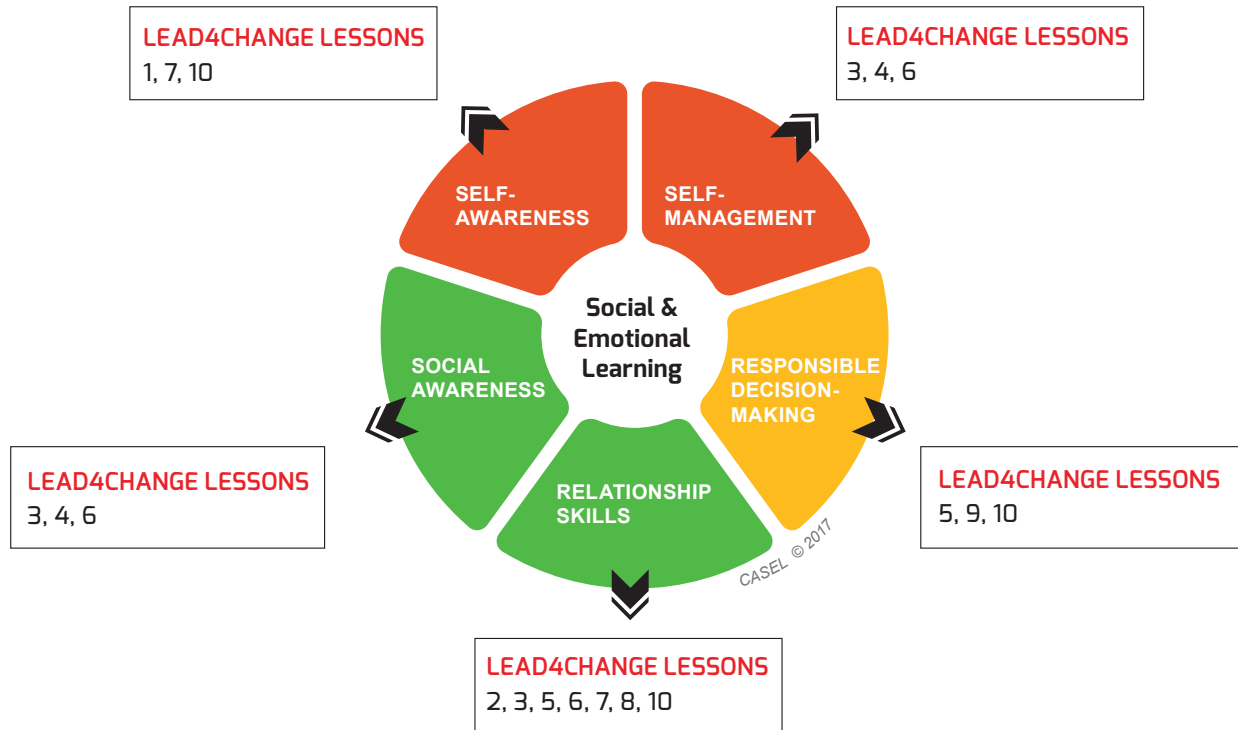 LEAD4CHANGE LESSONS
1, 7, 10
LEAD4CHANGE LESSONS
3, 4, 6
SELF-
AWARENESS
SELF-
MANAGEMENT
Social &
Emotional
Learning
SOCIAL
AWARENESS
RESPONSIBLE
DECISION-
MAKING
LEAD4CHANGE LESSONS
3, 4, 6
RELATIONSHIP
SKILLS
LEAD4CHANGE LESSONS
5, 9, 10
CASEL © 2017
LEAD4CHANGE LESSONS
2, 3, 5, 6, 7, 8, 10